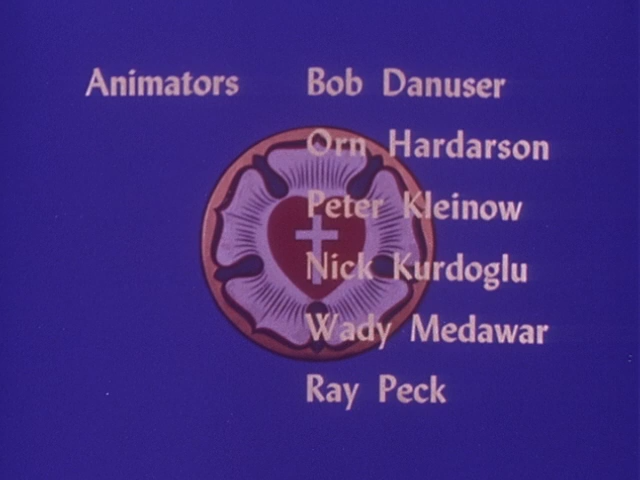 Animators Bob Danuser
Orn Hardarson
Peter Kleinow
Nick Kurdoglu
Wady Medawar
Ray Peck